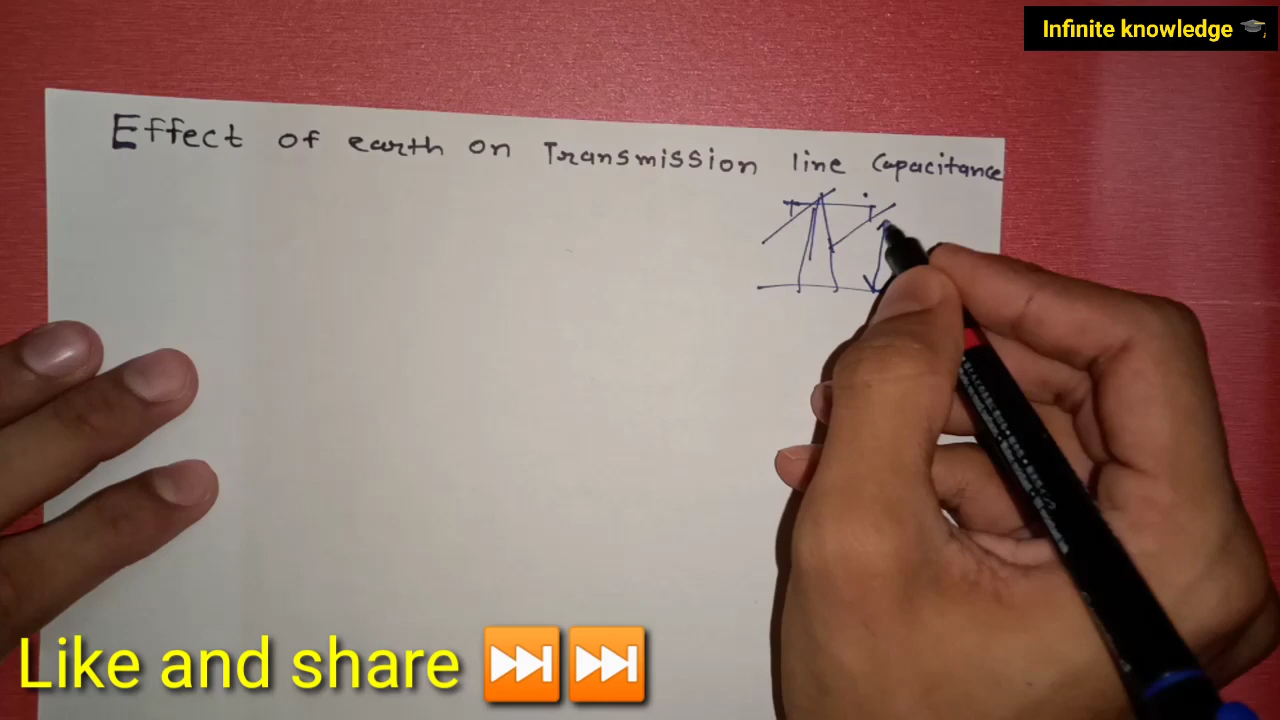 Infinite knowledge
Effect of earth on Transmission line Capacitance
Like and share